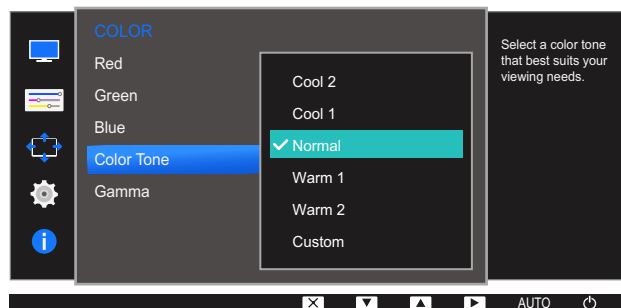 COLOR
Red
Green
Blue
Color Tone
Gamma
Cool 2
Cool 1
Normal
Warm 1
Warm 2
Custom
Select a color tone
that best suits your
viewing needs.
AUTO